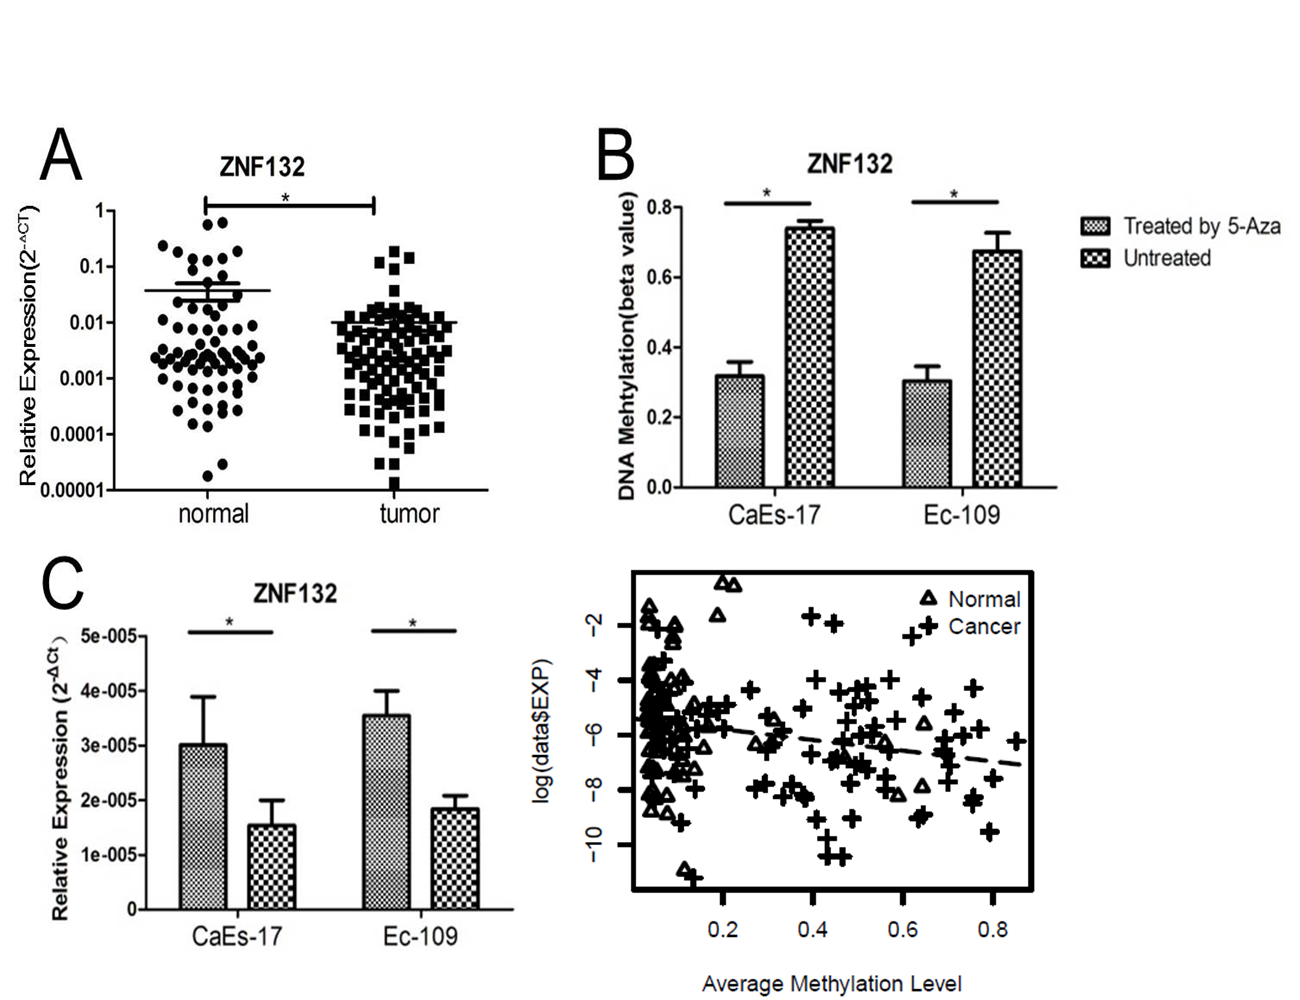 A
ZNF132
*
Relative Expression(2-ΔCT)
1
0.1
0.01
0.001
0.0001
0.00001
normal tumor
B
ZNF132
* *
DNA Mehtylation(beta value)
0.8
0.6
0.4
0.2
0.0
CaEs-17 Ec-109
Treated by 5-Aza
Untreated
C
ZNF132
* *
Relative Expression (2-ΔCt)
5e-005
4e-005
3e-005
2e-005
1e-005
0
CaEs-17 Ec-109
log(data$EXP)
−2
−4
−6
−8
−10
Normal
Cancer
0.2 0.4 0.6 0.8
Average Methylation Level